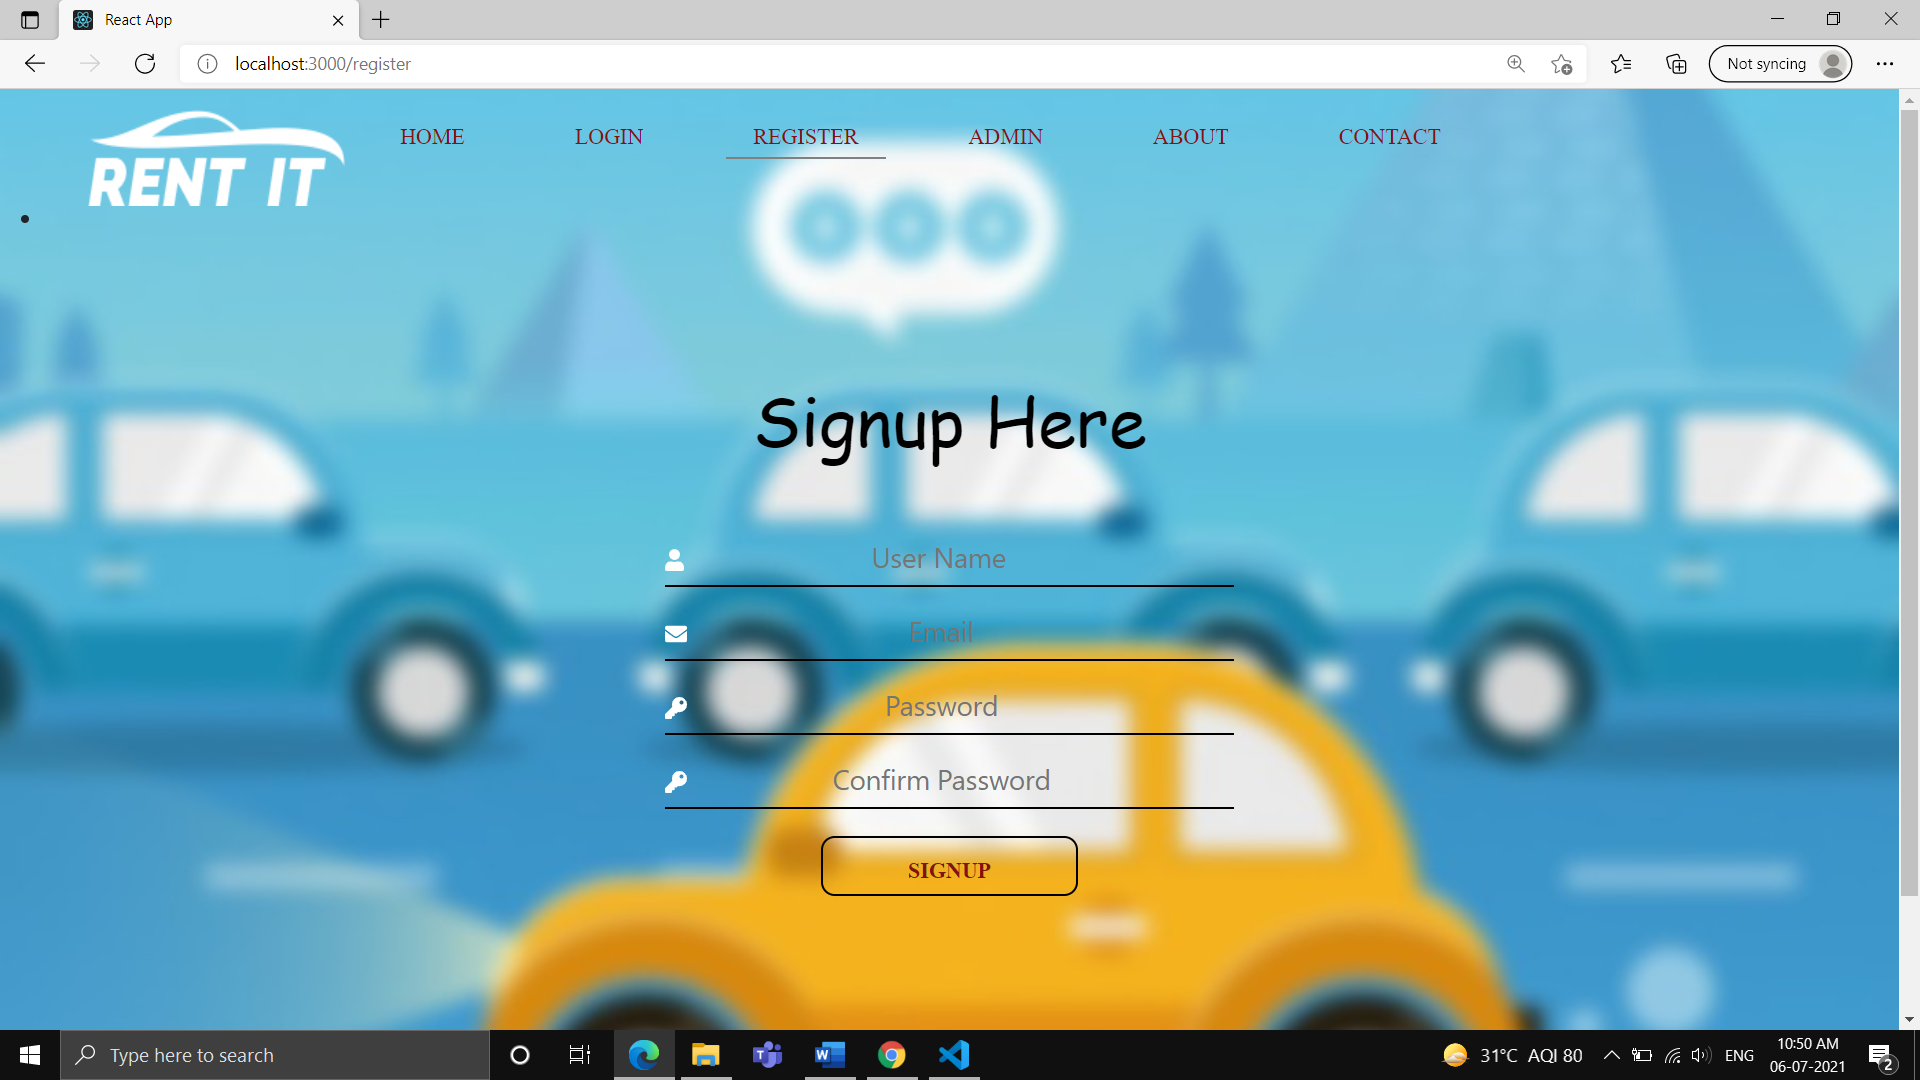 React App
localhost:3000/register
Not syncing
RENT IT
HOME LOGIN REGISTER ADMIN ABOUT CONTACT
Signup Here
User Name
Email
Password
Confirm Password
SIGNUP
Type here to search
31°C AQI 80
ENG
10:50 AM
06-07-2021
2